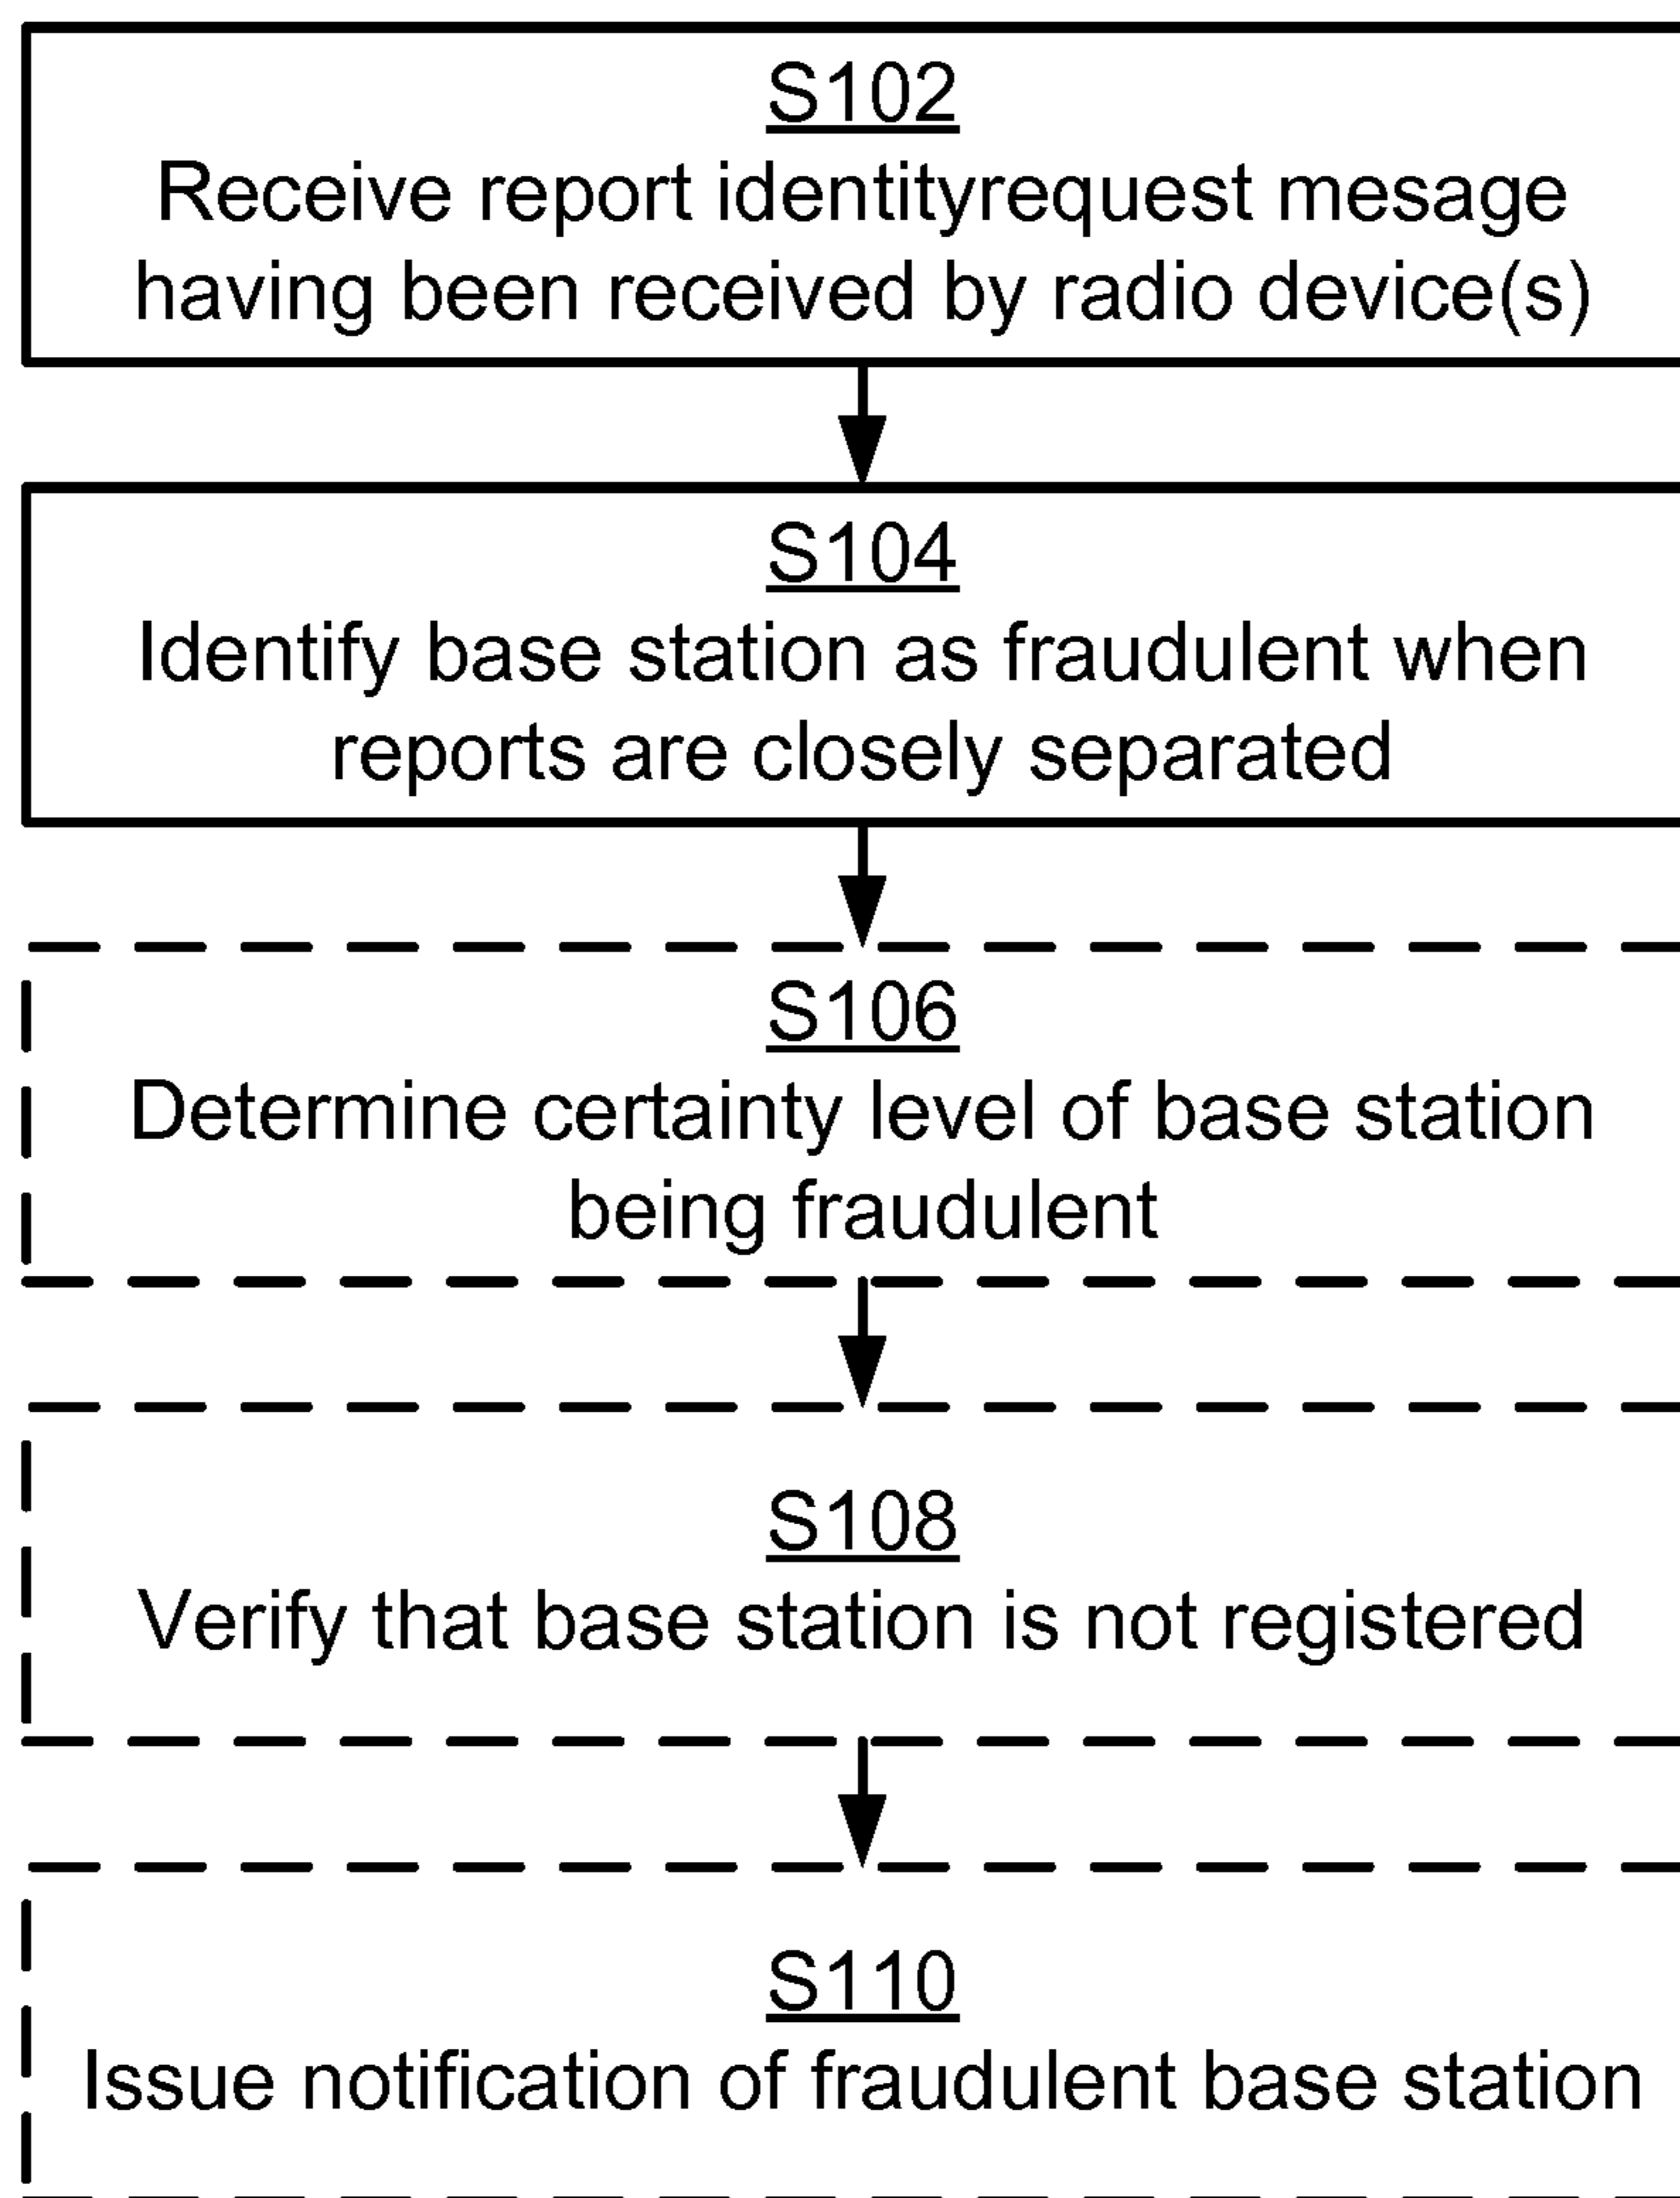 S102
Receive report identityrequest mesage
having been received by radio device(s)
S104
Identify base station as fraudulent when
reports are closely separated
S106
Determine certainty level of base station
being fraudulent
S108
Verify that base station is not registered
S110
Issue notification of fraudulent base station